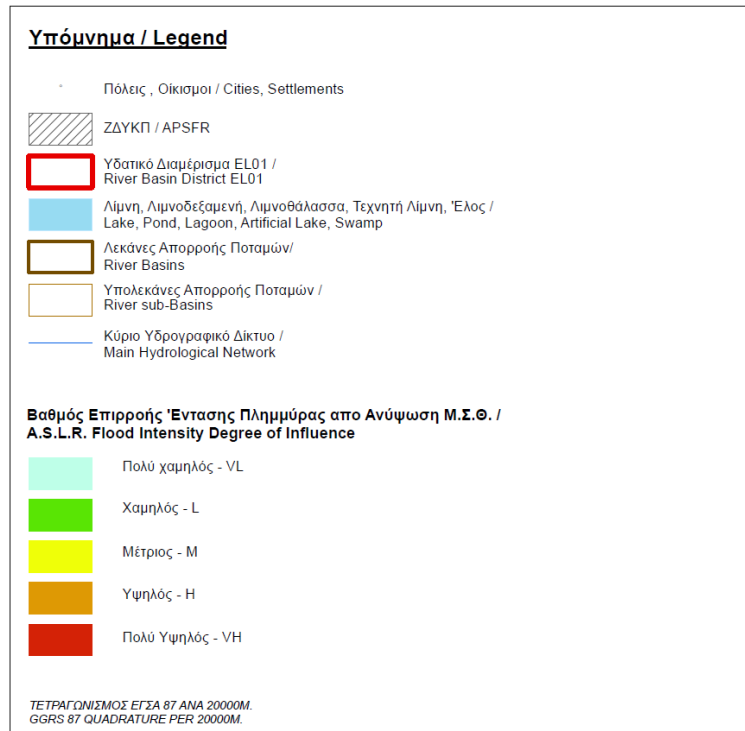 Υπόμνημα / Legend
Πόλεις , Οίκισμοι / Cities, Settlements
ΖΔΥΚΠ / APSFR
Υδατικό Διαμέρισμα EL01 /
River Basin District EL01
Λίμνη, Λιμνοδεξαμενή, Λιμνοθάλασσα, Τεχνητή Λίμνη, Έλος /
Lake, Pond, Lagoon, Artificial Lake, Swamp
Λεκάνες Απορροής Ποταμών/
River Basins
Υπολεκάνες Απορροής Ποταμών /
River sub-Basins
Κύριο Υδρογραφικό Δίκτυο /
Main Hydrological Network
Βαθμός Επιρροής Έντασης Πλημμύρας απο Ανύψωση Μ.Σ.Θ. /
A.S.L.R. Flood Intensity Degree of Influence
Πολύ χαμηλός - VL
Χαμηλός - L
Μέτριος - M
Υψηλός - H
Πολύ Υψηλός - VH
ΤΕΤΡΑΓΩΝΙΣΜΟΣ ΕΓΣΑ 87 ΑΝΑ 20000Μ.
GGRS 87 QUADRATURE PER 20000M.